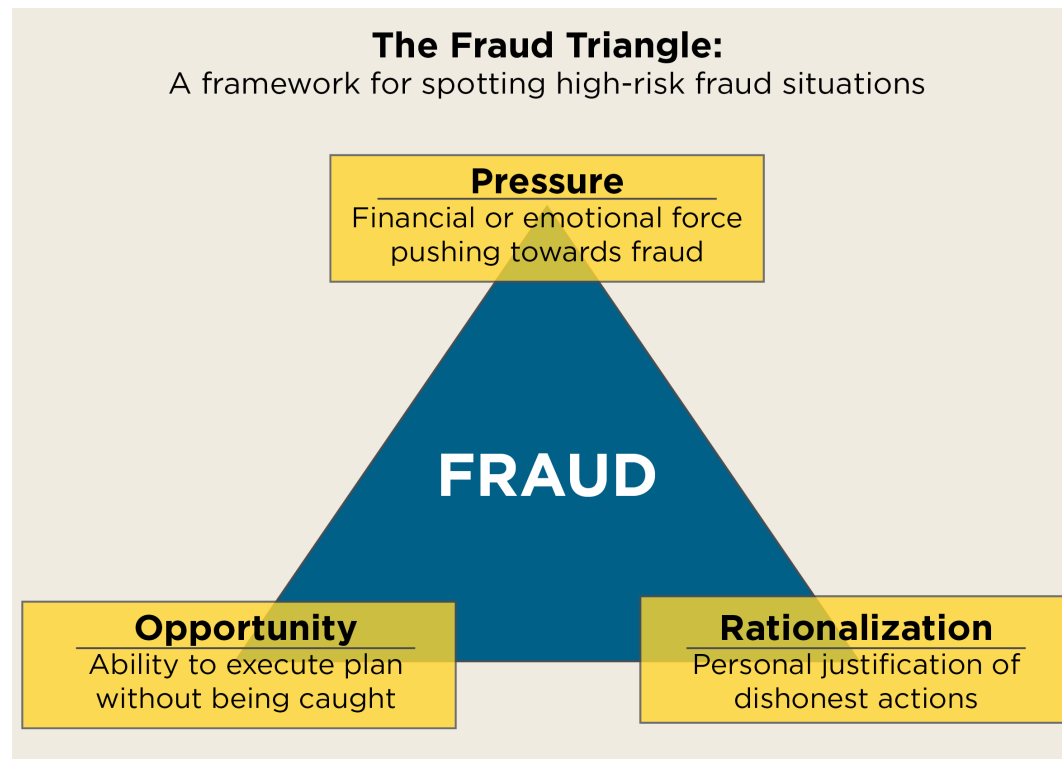 The Fraud Triangle:
A framework for spotting high-risk fraud situations
Pressure
Financial or emotional force
pushing towards fraud
FRAUD
Opportunity
Ability to execute plan
without being caught
Rationalization
Personal justification of
dishonest actions